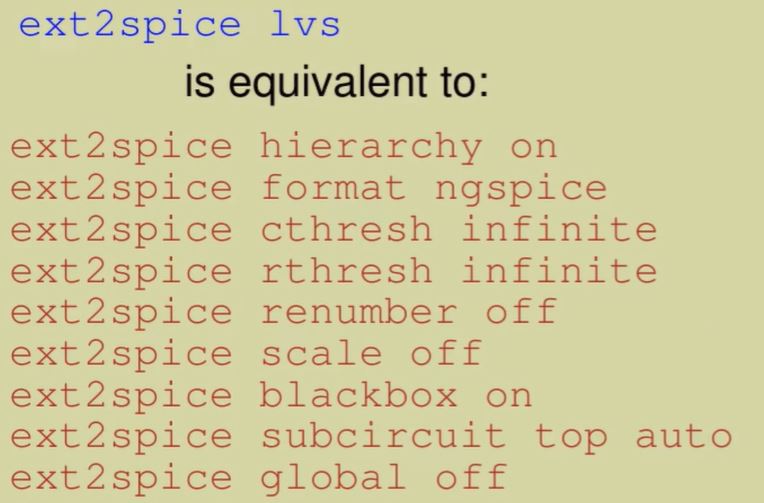 ext2spice lvs
is equivalent to:
ext2spice hierarchy on
ext2spice format ngspice
ext2spice cthresh infinite
ext2spice rthresh infinite
ext2spice renumber off
ext2spice scale off
ext2spice blackbox on
ext2spice subcircuit top auto
ext2spice global off